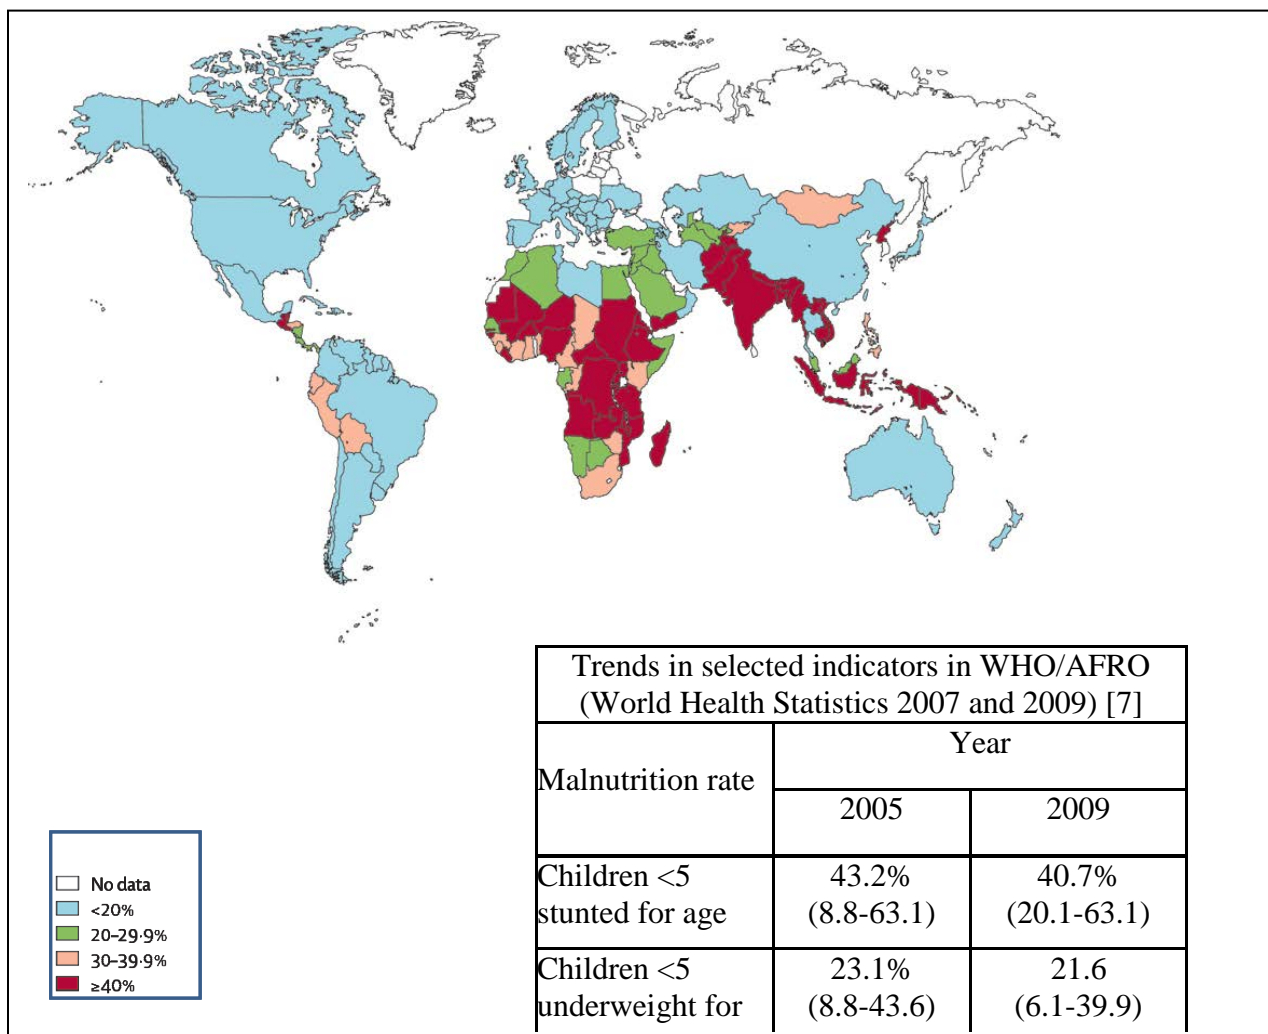 Trends in selected indicators in WHO/AFRO
(World Health Statistics 2007 and 2009) [7]
Malnutrition rate
Year
2005
2009
Children <5
stunted for age
43.2%
(8.8-63.1)
40.7%
(20.1-63.1)
Children <5
underweight for
23.1%
(8.8-43.6)
21.6
(6.1-39.9)
No data
<20%
20–29·9%
30–39·9%
≥40%